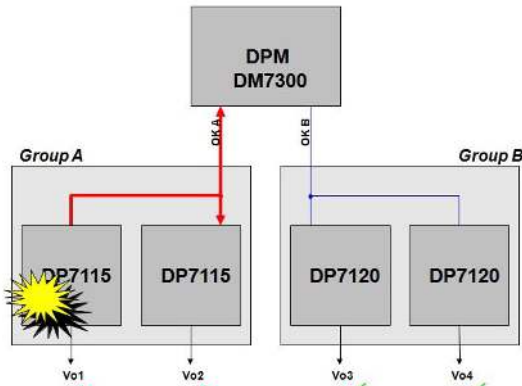 DPM
DM7300
OK A
OK B
Group A
Group B
DP7115
DP7115
DP7120
DP7120
Vo1
Vo2
Vo3
Vo4